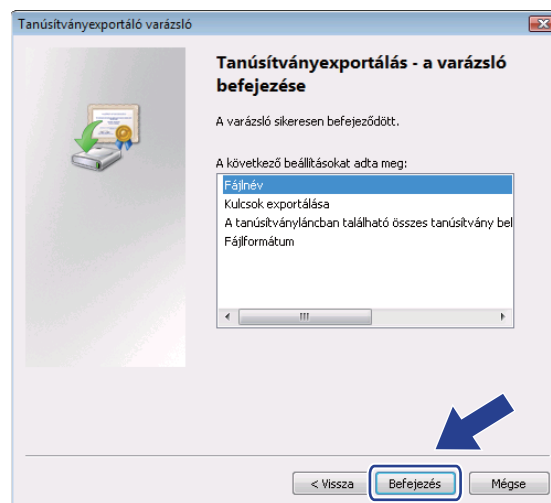 Tanúsítványexportáló varázsló
Tanúsítványexportálás - a varázsló
befejezése
A varázsló sikeresen befejeződött.
A következő beállításokat adta meg:
Fájlnév
Kulcsok exportálása
A tanúsítványláncban található összes tanúsítvány bel
Fájlformátum
< Vissza Befejezés Mégse